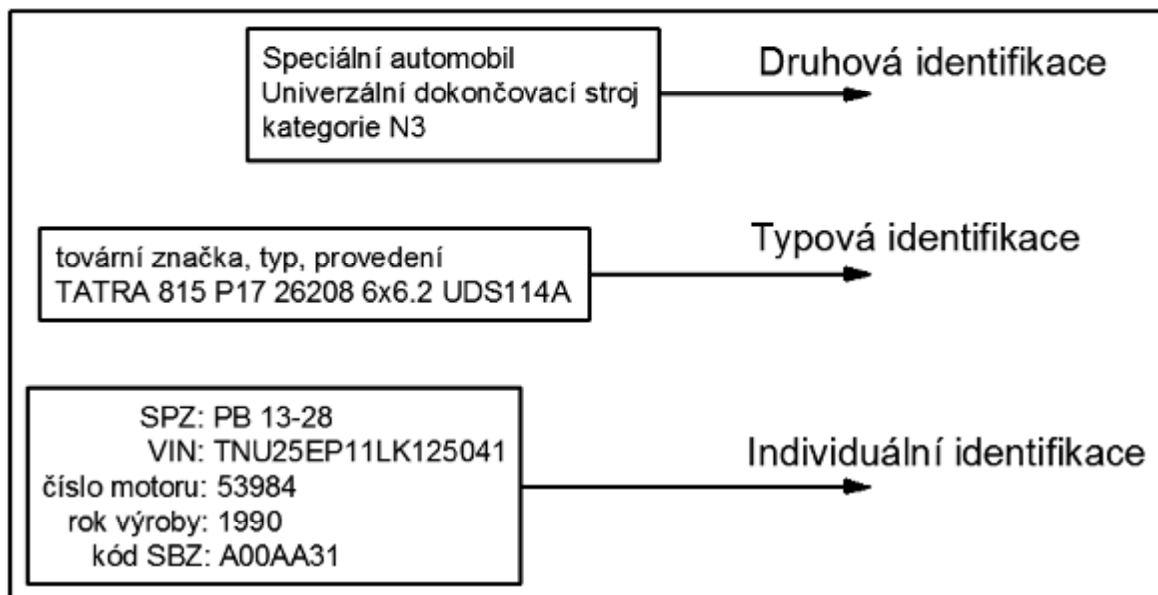 Speciální automobil
Univerzální dokončovací stroj
kategorie N3
Druhová identifikace
tovární značka, typ, provedení
TATRA 815 P17 26208 6x6.2 UDS114A
Typová identifikace
SPZ: PB 13-28
VIN: TNU25EP11LK125041
číslo motoru: 53984
rok výroby: 1990
kód SBZ: A00AA31
Individuální identifikace